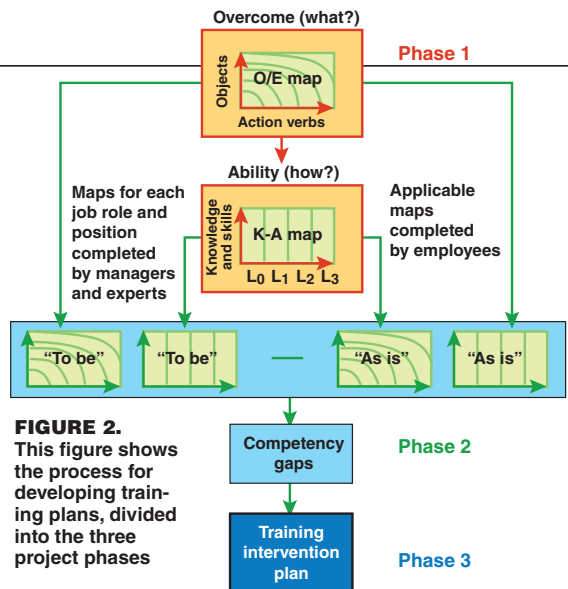 Overcome (what?)
Phase 1
Objects
O/E map
Action verbs
Ability (how?)
Maps for each
job role and
position
completed
by managers
and experts
Knowledge
and skills
K-A map
L0 L1 L2 L3
Applicable
maps
completed
by employees
“To be”
“To be”
—
“As is”
“As is”
FIGURE 2.
This figure shows
the process for
developing train-
ing plans, divided
into the three
project phases
Competency
gaps
Phase 2
Training
intervention
plan
Phase 3